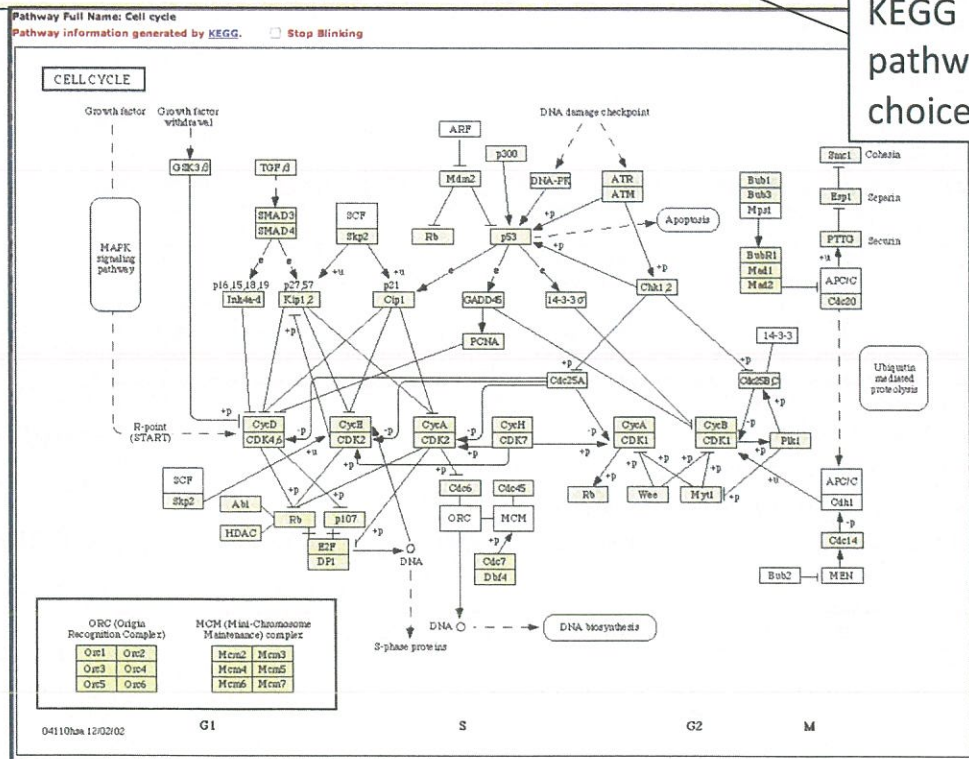 KEGG
pathw
choice
Pathway Full Name: Cell cycle
Pathway information generated by KEGG. Stop Blinking
CELL CYCLE
Growth factor
Growth factor
withdrawal
GSK3β
TGFβ
SMAD3
SMAD4
SCF
Skp2
ARF
Mdm2
Rb
p300
p53
DNA damage checkpoint
DNA-PK
ATR
ATM
Apoptosis
Bub1
Bub3
Mps1
BubR1
Mad1
Mad2
Smc1
Cohesin
Esp1
Separin
PTTG
Securin
+u
APC/C
Cdc20
MAPK
signaling
pathway
e
e
+u
+u
e
e
e
+p
+p
+p
p16,15,18,19
Ink4a-d
p27,57
Kip1,2
p21
Cip1
GADD45
14-3-3σ
Chk1,2
+p
PCNA
14-3-3
+p
Cdc25A
+p
Cdc25B,C
Ubiquitin
mediated
proteolysis
R-point
(START)
+p
CycD
CDK4,6
-p
CycE
CDK2
-p
CycA
CDK2
-p
+p
CycH
CDK7
+p
-p
CycA
CDK1
CycB
CDK1
-p
+p
+p
Plk1
+u
+p
+p
+p
+p
+p
+p
+u
SCF
Skp2
+p
+p
+p
Abl
HDAC
Rb
p107
+p
E2F
DP1
DNA
Cdc6
Cdc45
ORC
MCM
+p
Cdc7
Dbf4
Rb
Wee
Myt1
APC/C
Cdh1
-p
Cdc14
Bub2
MEN
S-phase proteins
DNA
DNA biosynthesis
ORC (Origin
Recognition Complex)
Orc1 Orc2
Orc3 Orc4
Orc5 Orc6
MCM (Mini-Chromosome
Maintenance) complex
Mcm2 Mcm3
Mcm4 Mcm5
Mcm6 Mcm7
04110hsa 12/02/02
G1
S
G2
M